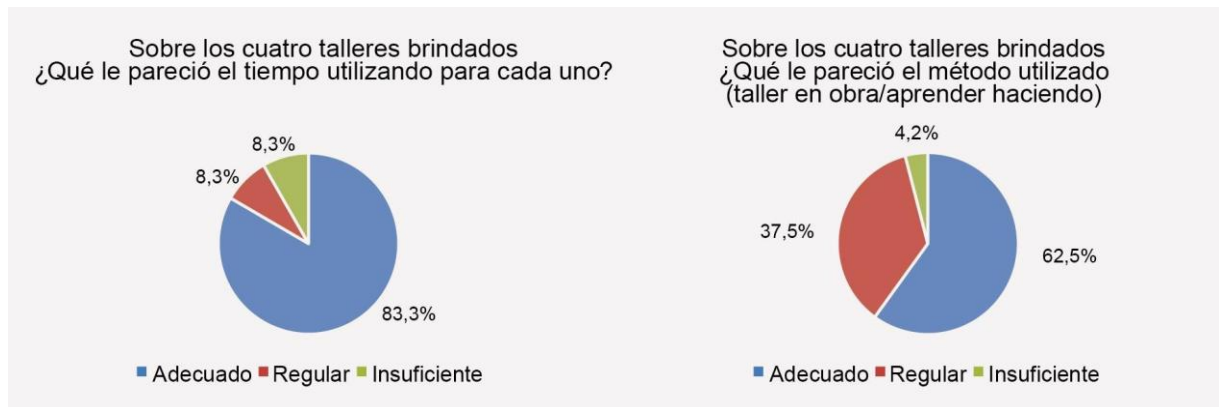 Sobre los cuatro talleres brindados
¿Qué le pareció el tiempo utilizando para cada uno?
8,3%
8,3%
83,3%
Adecuado Regular Insuficiente
Sobre los cuatro talleres brindados
¿Qué le pareció el método utilizado
(taller en obra/aprender haciendo)
4,2%
37,5%
62,5%
Adecuado Regular Insuficiente